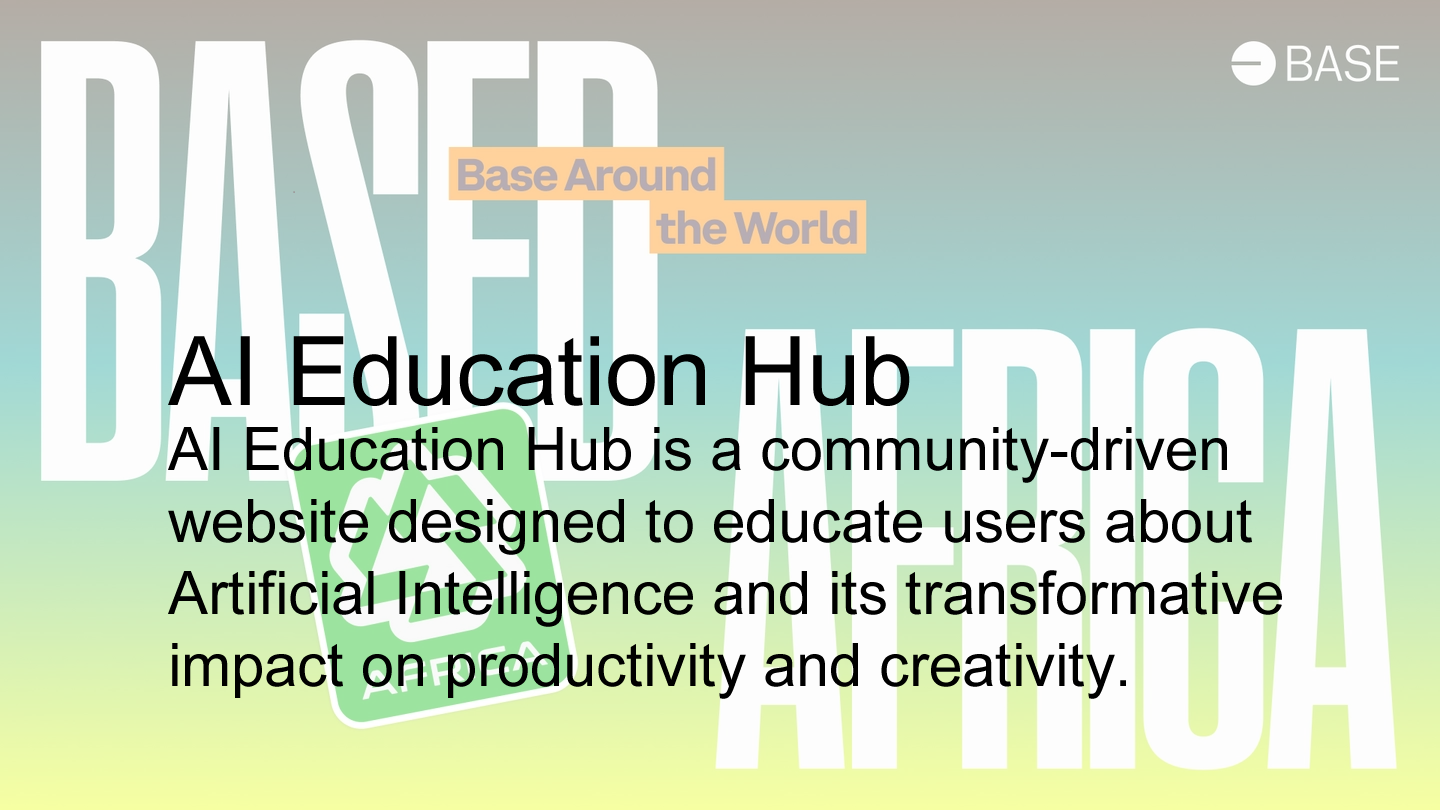 BASED
BASE
Base Around
the World
AFRICA
AI Education Hub
AI Education Hub is a community-driven
website designed to educate users about
Artificial Intelligence and its transformative
impact on productivity and creativity.
AFRICA